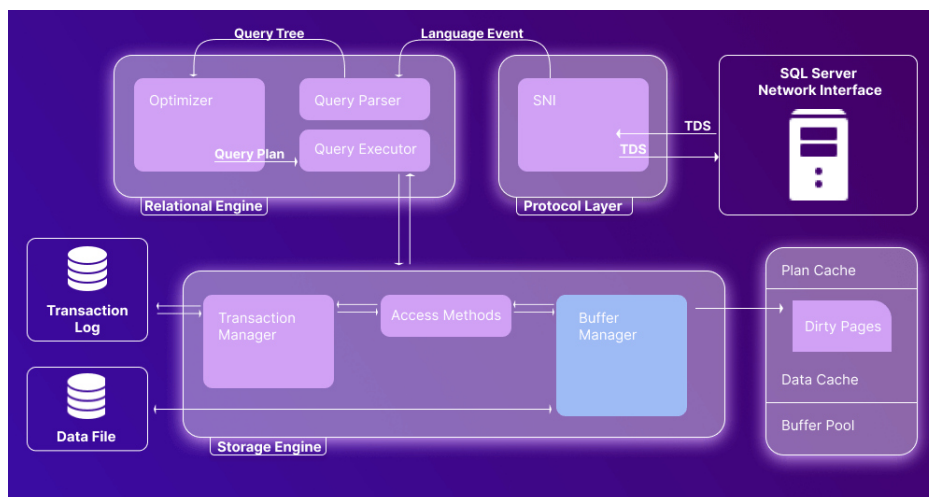 Query Tree
Language Event
Optimizer
Query Parser
Query Executor
Query Plan
Relational Engine
SNI
TDS
TDS
Protocol Layer
SQL Server
Network Interface
Transaction
Log
Data File
Transaction
Manager
Access Methods
Buffer
Manager
Storage Engine
Plan Cache
Dirty Pages
Data Cache
Buffer Pool